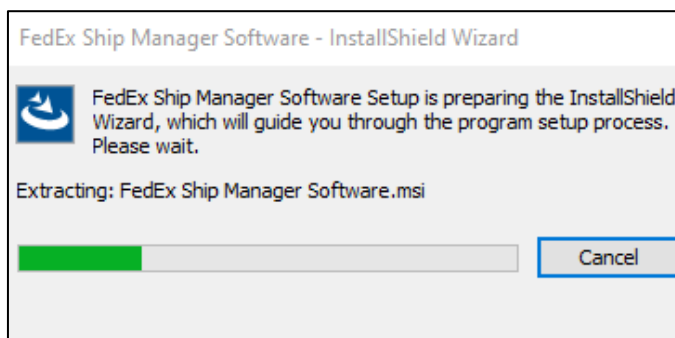 FedEx Ship Manager Software - InstallShield Wizard
FedEx Ship Manager Software Setup is preparing the InstallShield
Wizard, which will guide you through the program setup process.
Please wait.
Extracting: FedEx Ship Manager Software.msi
Cancel